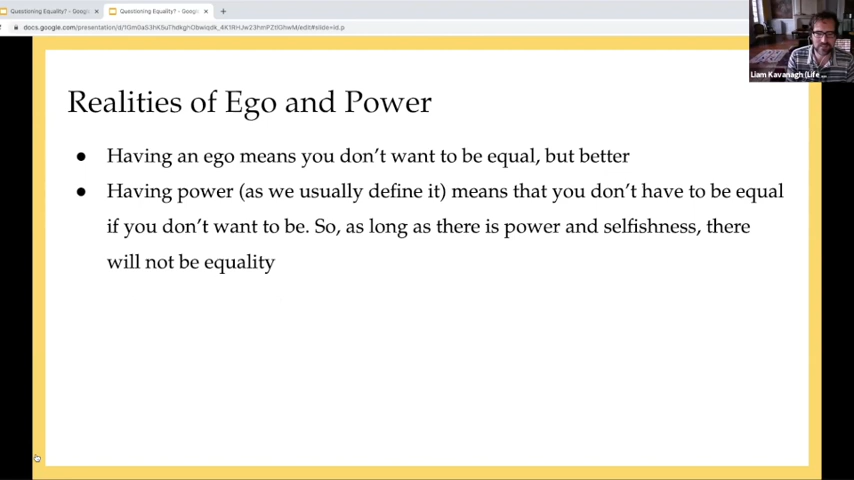 Questioning Equality? - Googl
Questioning Equality? - Googl
Liam Kavanagh (Life
Realities of Ego and Power
● Having an ego means you don't want to be equal, but better
● Having power (as we usually define it) means that you don't have to be equal
if you don't want to be. So, as long as there is power and selfishness, there
will not be equality